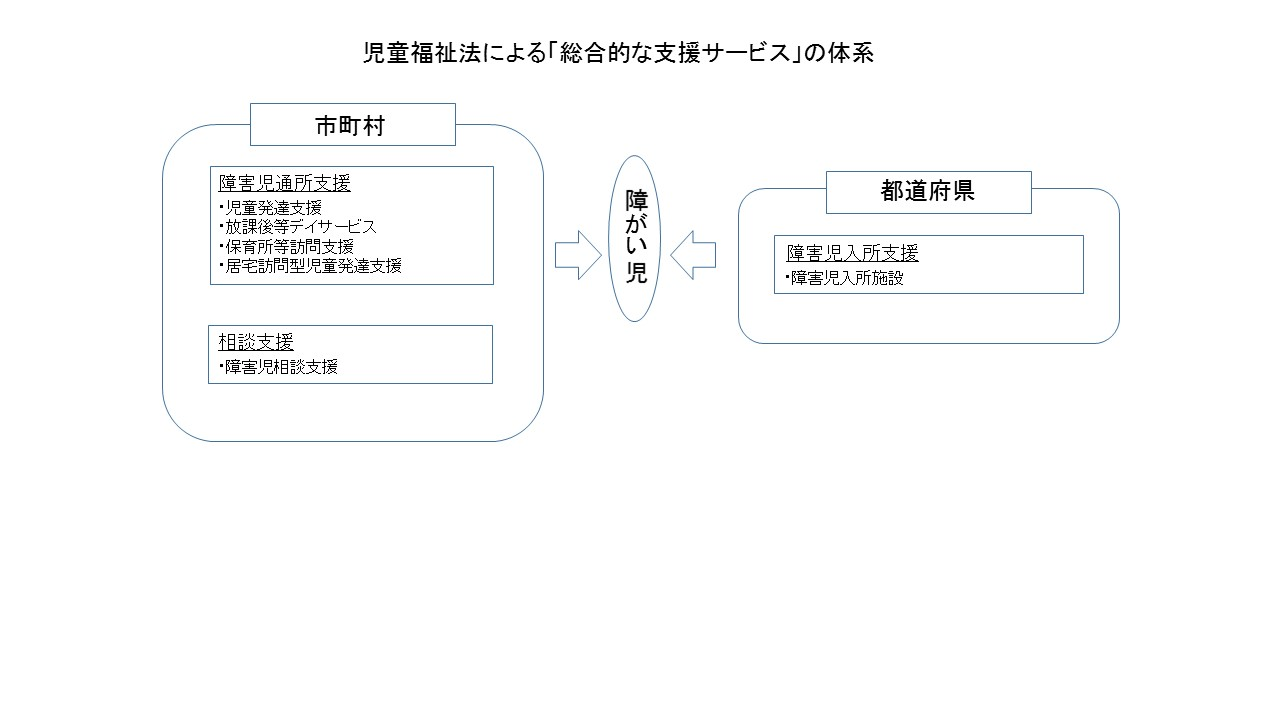 児童福祉法による「総合的な支援サービス」の体系
市町村
障害児通所支援
・児童発達支援
・放課後等デイサービス
・保育所等訪問支援
・居宅訪問型児童発達支援
相談支援
・障害児相談支援
障がい児
都道府県
障害児入所支援
・障害児入所施設